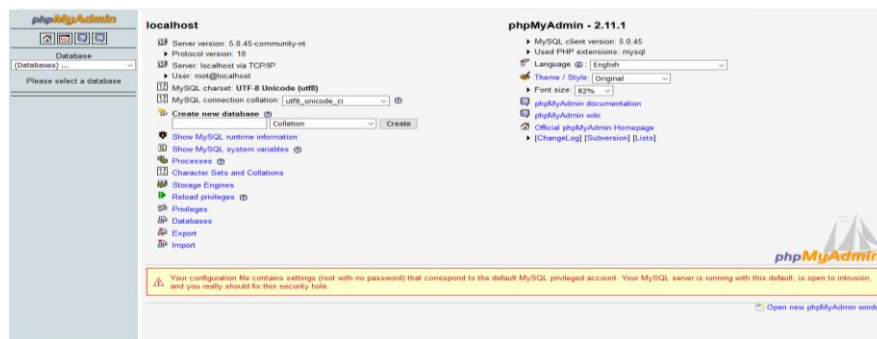 phpMyAdmin
Database
(Databases) ...
Please select a database
localhost
Server version: 5.0.45-community-nt
Protocol version: 10
Server: localhost via TCP/IP
User: root@localhost
MySQL charset: UTF-8 Unicode (utf8)
MySQL connection collation: utf8_unicode_ci
Create new database
Collation Create
Show MySQL runtime information
Show MySQL system variables
Processes
Character Sets and Collations
Storage Engines
Reload privileges
Privileges
Databases
Export
Import
phpMyAdmin - 2.11.1
MySQL client version: 5.0.45
Used PHP extensions: mysql
Language : English
Theme / Style: Original
Font size: 82%
phpMyAdmin documentation
phpMyAdmin wiki
Official phpMyAdmin Homepage
[ChangeLog] [Subversion] [Lists]
phpMyAdmin
Your configuration file contains settings (root with no password) that correspond to the default MySQL privileged account. Your MySQL server is running with this default, is open to intrusion,
and you really should fix this security hole.
Open new phpMyAdmin wind